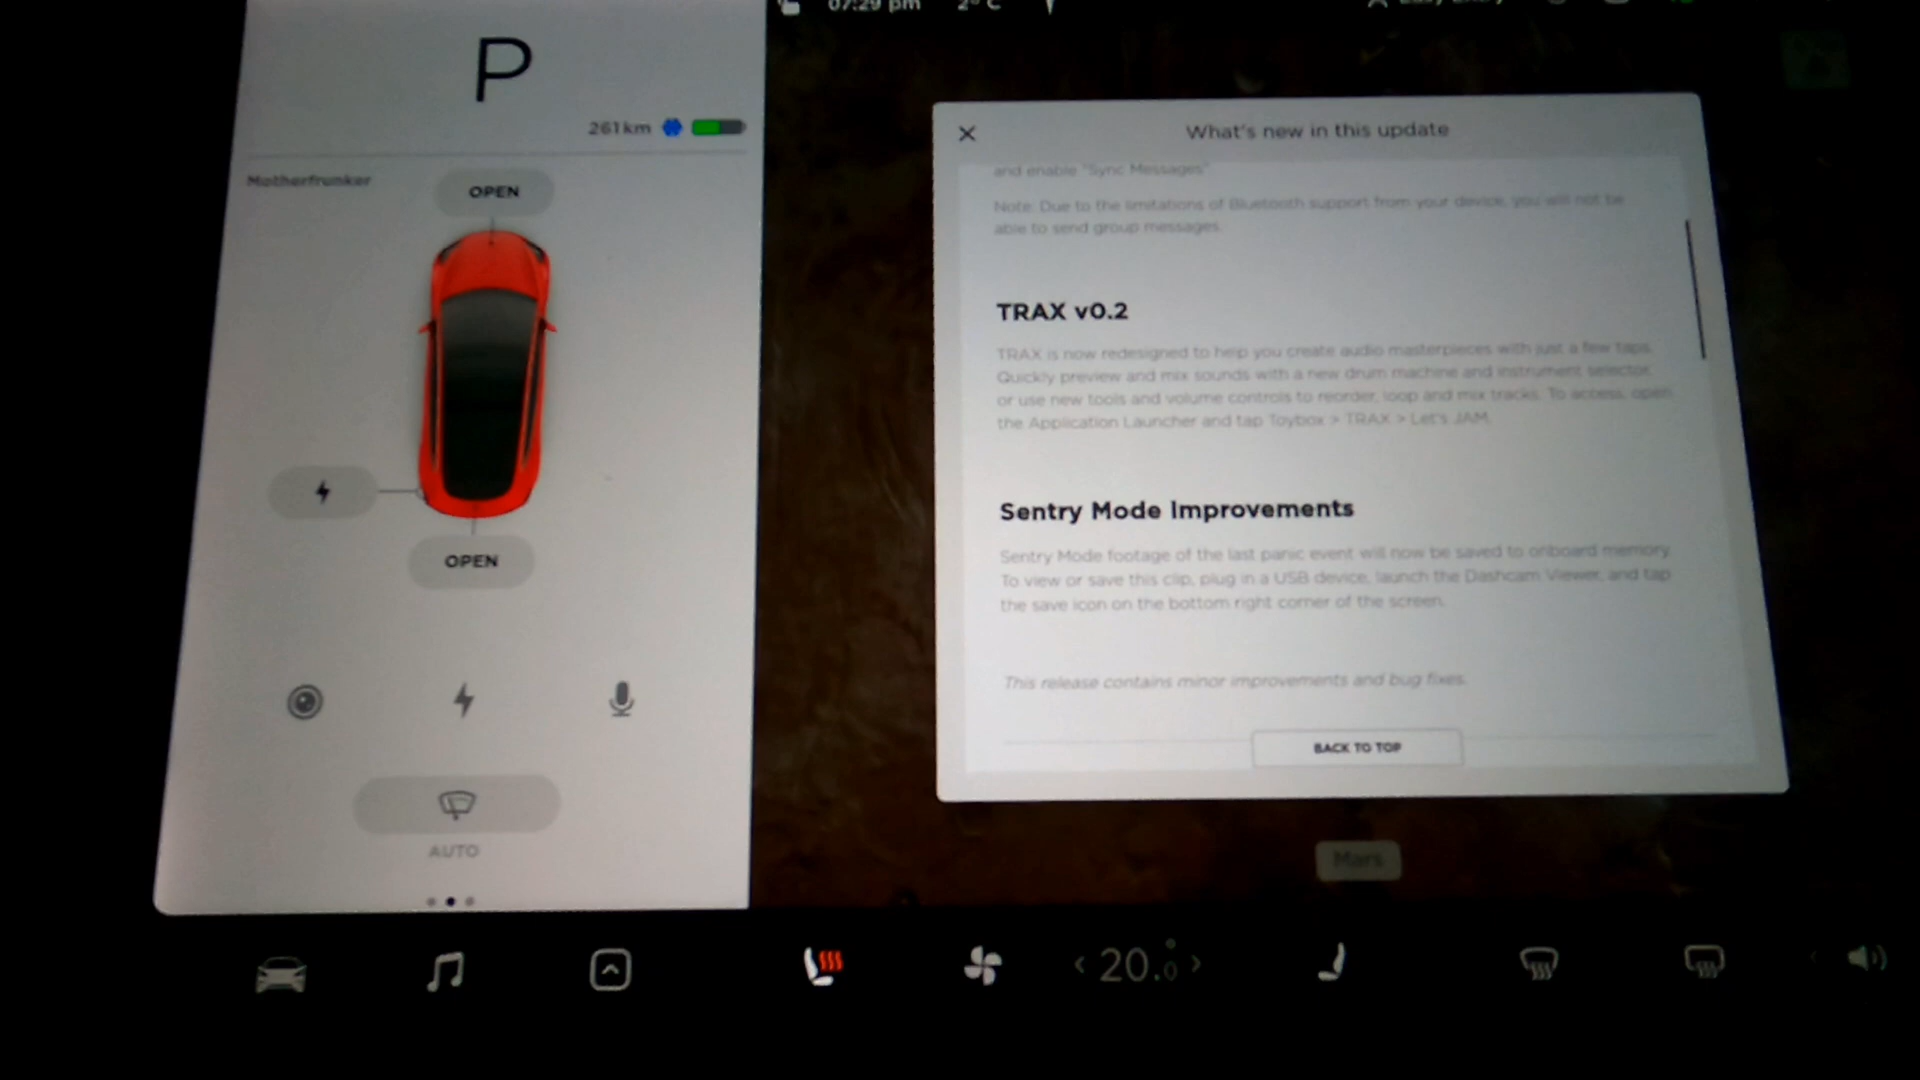 07:29 pm
2°C
P
261 km
Motherfrunker
OPEN
OPEN
AUTO
What's new in this update
and enable "Sync Messages"
Note: Due to the limitations of Bluetooth support from your device, you will not be
able to send group messages.
TRAX v0.2
TRAX is now redesigned to help you create audio masterpieces with just a few taps.
Quickly preview and mix sounds with a new drum machine and instrument selector,
or use new tools and volume controls to reorder, loop and mix tracks. To access, open
the Application Launcher and tap Toybox > TRAX > Let's JAM.
Sentry Mode Improvements
Sentry Mode footage of the last panic event will now be saved to onboard memory.
To view or save this clip, plug in a USB device, launch the Dashcam Viewer, and tap
the save icon on the bottom right corner of the screen.
This release contains minor improvements and bug fixes.
BACK TO TOP
Mars
20.0